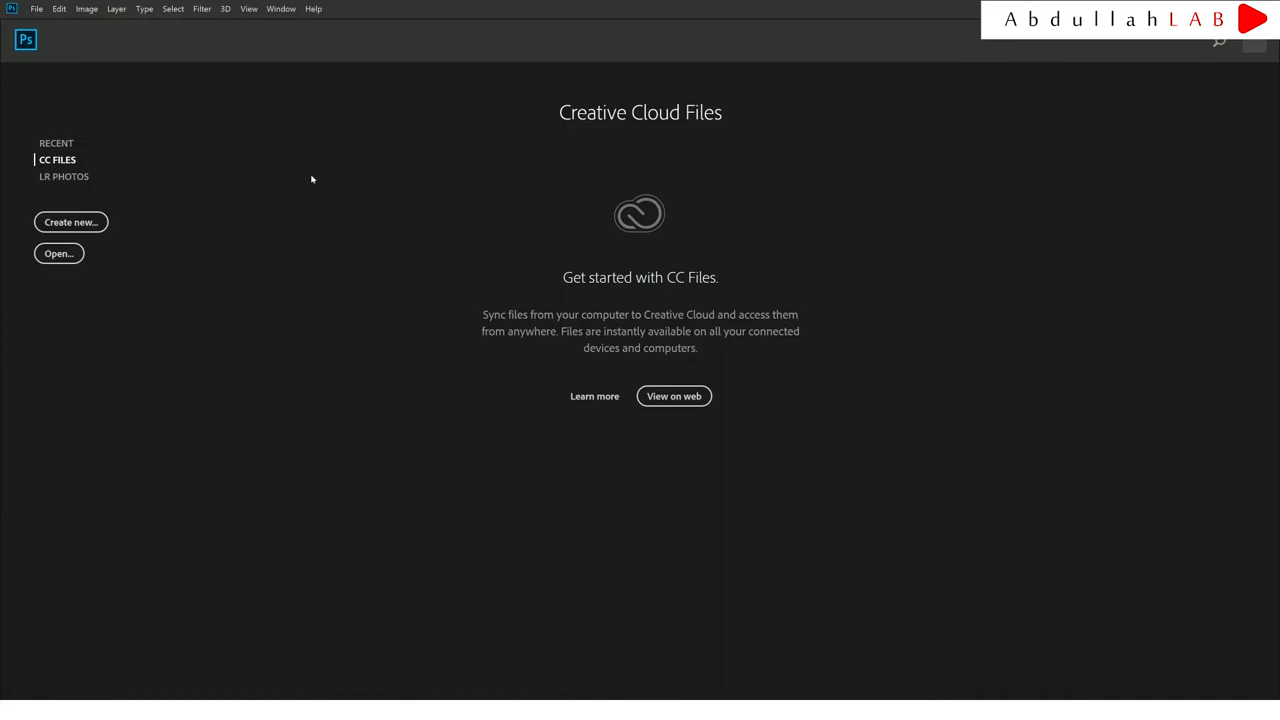 Ps File Edit Image Layer Type Select Filter 3D View Window Help
A b d u l l a h L A B
Ps
Creative Cloud Files
RECENT
CC FILES
LR PHOTOS
Create new...
Open...
Get started with CC Files.
Sync files from your computer to Creative Cloud and access them
from anywhere. Files are instantly available on all your connected
devices and computers.
Learn more View on web